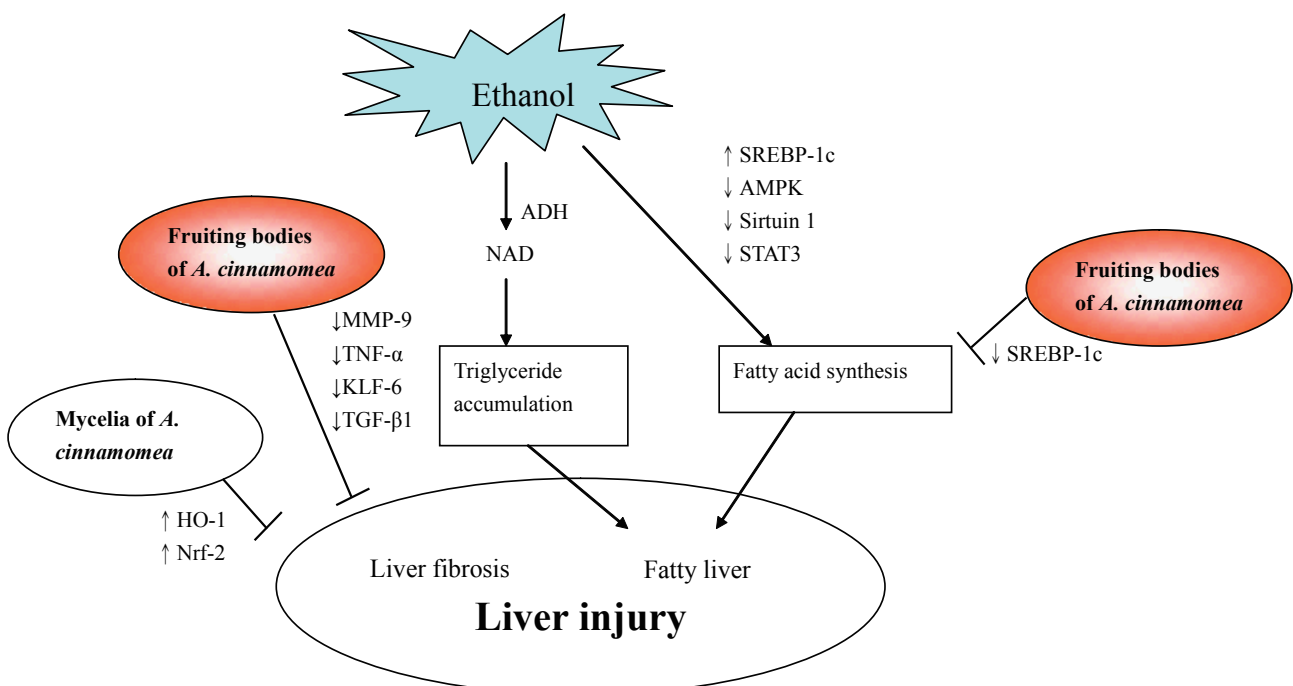 Ethanol
↑ SREBP-1c
↓ AMPK
↓ Sirtuin 1
↓ STAT3
ADH
NAD
Fruiting bodies
of A. cinnamomea
↓MMP-9
↓TNF-α
↓KLF-6
↓TGF-β1
Fruiting bodies
of A. cinnamomea
↓ SREBP-1c
Triglyceride
accumulation
Fatty acid synthesis
Mycelia of A.
cinnamomea
↑ HO-1
↑ Nrf-2
Liver fibrosis
Fatty liver
Liver injury